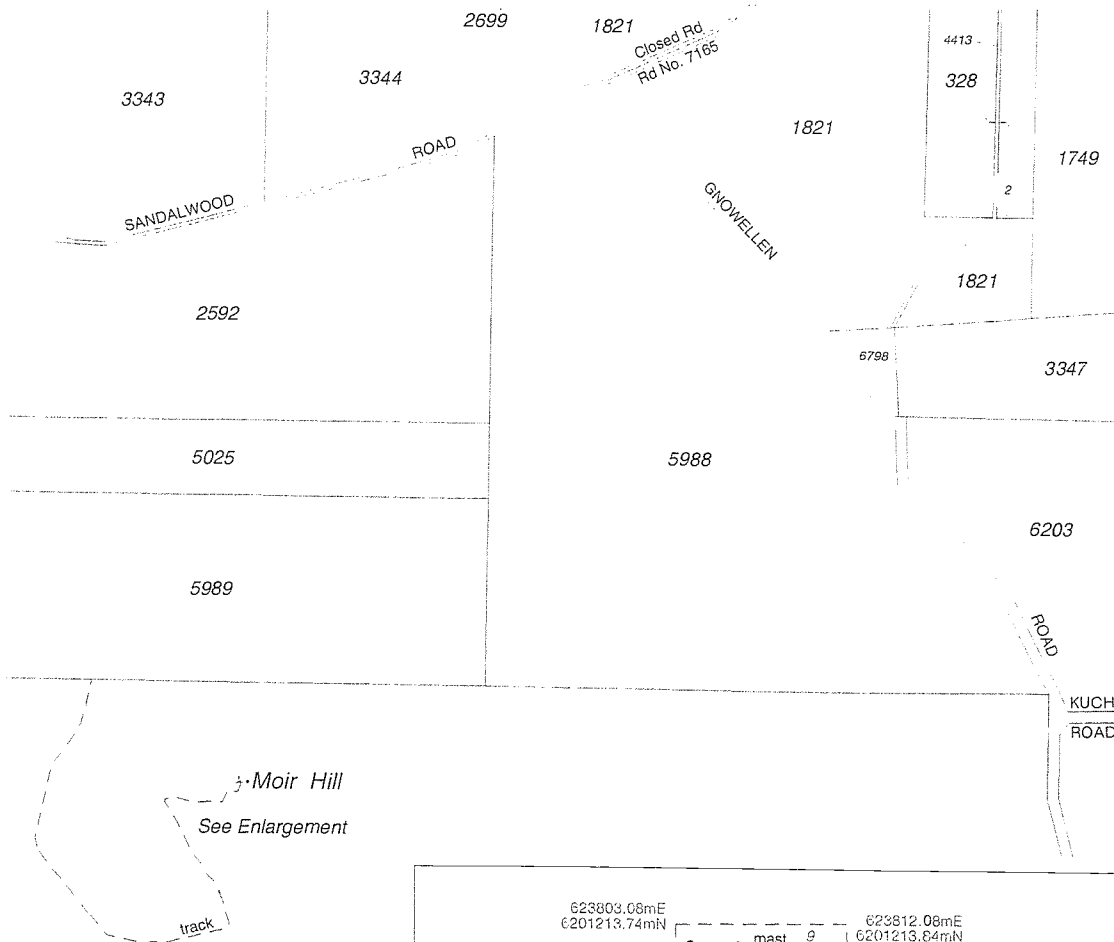 2699
1821
Closed Rd
Rd No. 7165
4413
328
3343
3344
1821
1749
ROAD
2
SANDALWOOD
GNOWELLEN
1821
2592
6798
3347
5025
5988
6203
5989
ROAD
KUCH
ROAD
Moir Hill
See Enlargement
track
623803.08mE
6201213.74mN
mast 9
623812.08mE
6201213.84mN